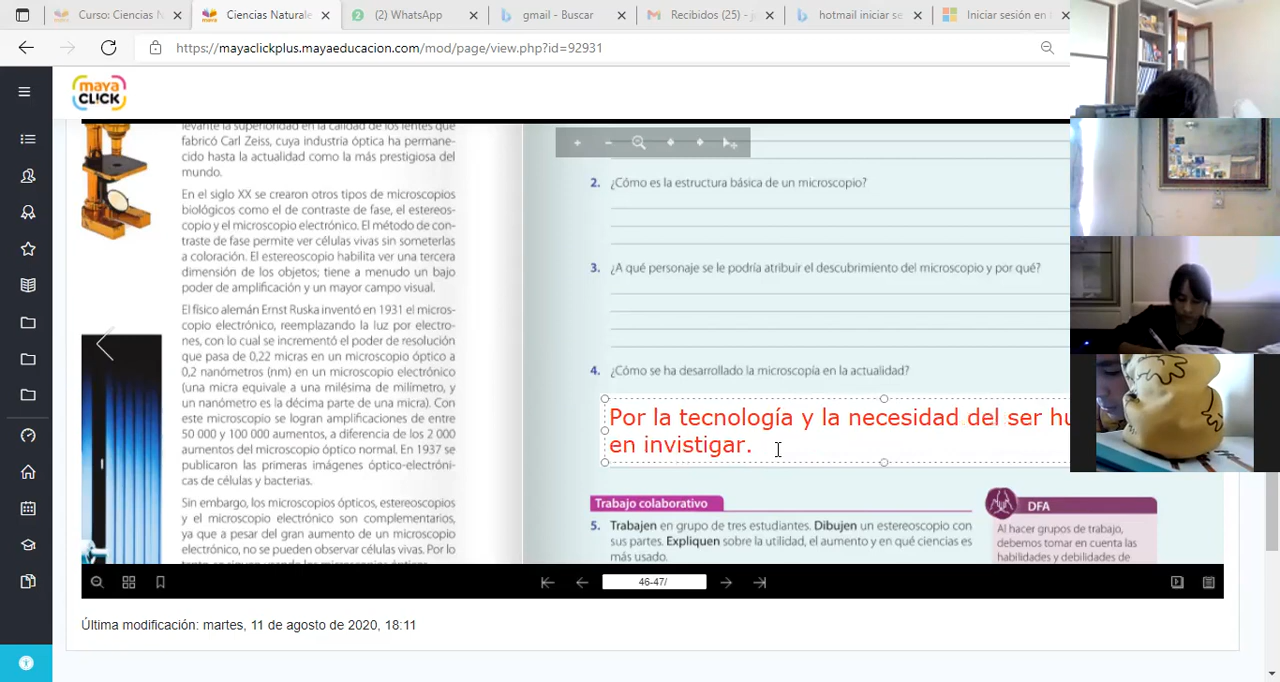 Curso: Ciencias N
Ciencias Naturale
(2) WhatsApp
gmail - Buscar
Recibidos (25) - j
hotmail iniciar se
Iniciar sesión en
https://mayaclickplus.mayaeducacion.com/mod/page/view.php?id=92931
maya
CL!CK
levante la superioridad en la calidad de los lentes que
fabricó Carl Zeiss, cuya industria óptica ha permane-
cido hasta la actualidad como la más prestigiosa del
mundo.
En el siglo XX se crearon otros tipos de microscopios
biológicos como el de contraste de fase, el estereos-
copio y el microscopio electrónico. El método de con-
traste de fase permite ver células vivas sin someterlas
a coloración. El estereoscopio habilita ver una tercera
dimensión de los objetos; tiene a menudo un bajo
poder de amplificación y un mayor campo visual.
El físico alemán Ernst Ruska inventó en 1931 el micros-
copio electrónico, reemplazando la luz por electro-
nes, con lo cual se incrementó el poder de resolución
que pasa de 0,22 micras en un microscopio óptico a
0,2 nanómetros (nm) en un microscopio electrónico
(una micra equivale a una milésima de milímetro, y
un nanómetro es la décima parte de una micra). Con
este microscopio se logran amplificaciones de entre
50 000 y 100 000 aumentos, a diferencia de los 2 000
aumentos del microscopio óptico normal. En 1937 se
publicaron las primeras imágenes óptico-electróni-
cas de células y bacterias.
Sin embargo, los microscopios ópticos, estereoscopios
y el microscopio electrónico son complementarios,
ya que a pesar del gran aumento de un microscopio
electrónico, no se pueden observar células vivas. Por lo
2. ¿Cómo es la estructura básica de un microscopio?
3. ¿A qué personaje se le podría atribuir el descubrimiento del microscopio y por qué?
4. ¿Cómo se ha desarrollado la microscopía en la actualidad?
Por la tecnología y la necesidad del ser hu
en invistigar.
Trabajo colaborativo
5. Trabajen en grupo de tres estudiantes. Dibujen un estereoscopio con
sus partes. Expliquen sobre la utilidad, el aumento y en qué ciencias es
más usado.
DFA
Al hacer grupos de trabajo,
debemos tomar en cuenta las
habilidades y debilidades de
46-47/
Última modificación: martes, 11 de agosto de 2020, 18:11